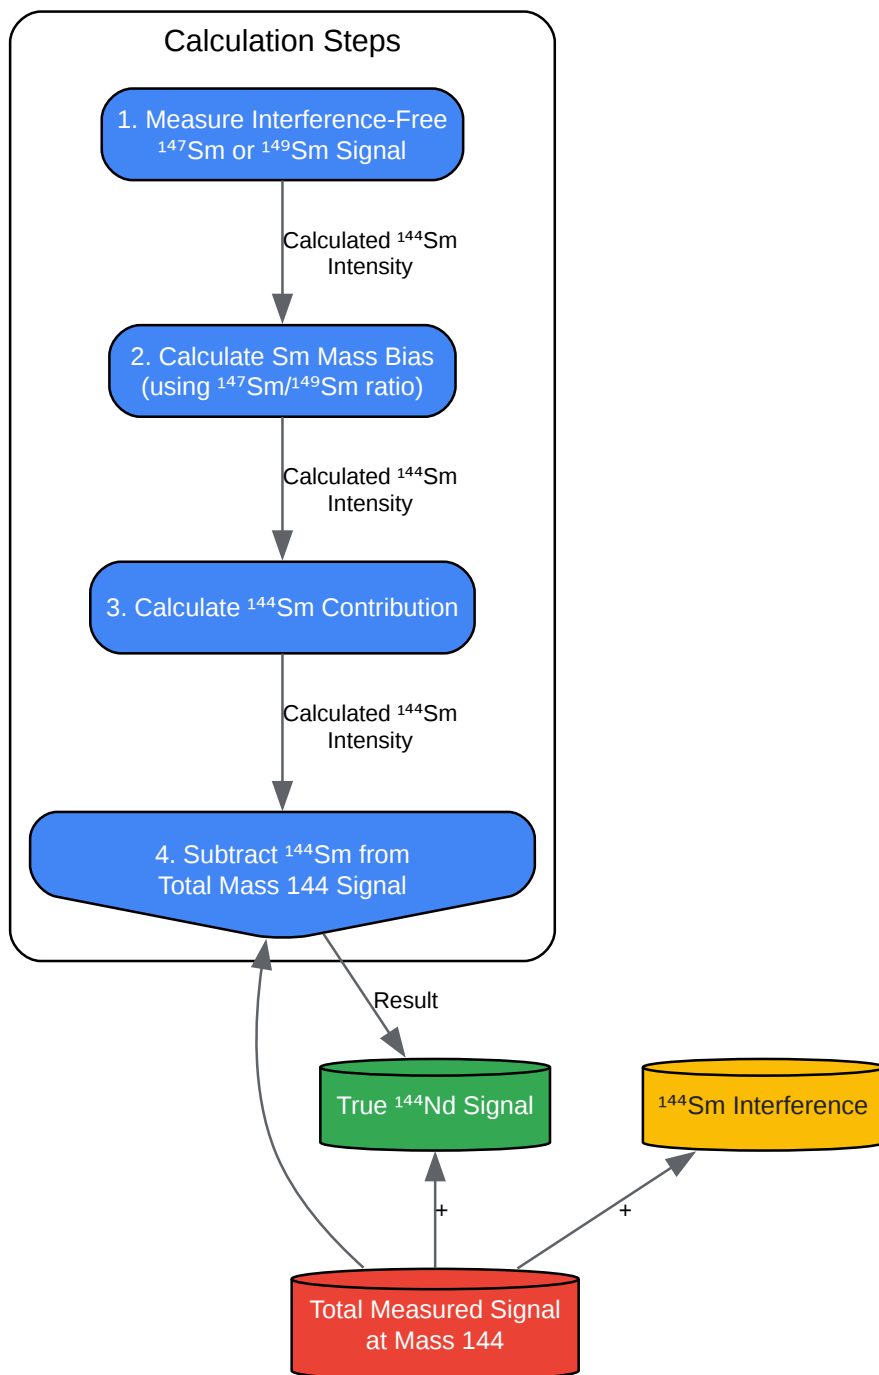 Calculation Steps
1. Measure Interference-Free
¹⁴⁷Sm or ¹⁴⁹Sm Signal
Calculated ¹⁴⁴Sm
Intensity
2. Calculate Sm Mass Bias
(using ¹⁴⁷Sm/¹⁴⁹Sm ratio)
Calculated ¹⁴⁴Sm
Intensity
3. Calculate ¹⁴⁴Sm Contribution
Calculated ¹⁴⁴Sm
Intensity
4. Subtract ¹⁴⁴Sm from
Total Mass 144 Signal
Result
True ¹⁴⁴Nd Signal
¹⁴⁴Sm Interference
+
+
Total Measured Signal
at Mass 144